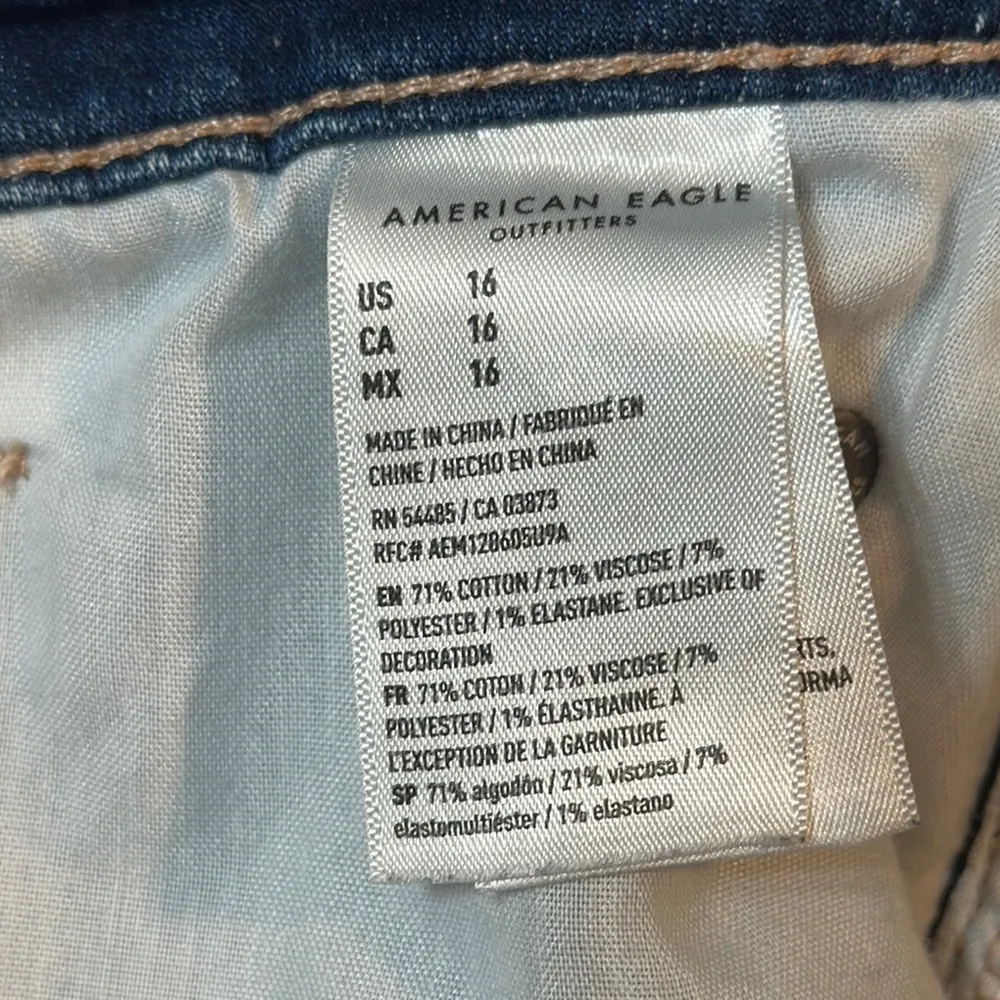 AMERICAN EAGLE
OUTFITTERS
US 16
CA 16
MX 16
MADE IN CHINA / FABRIQUÉ EN
CHINE / HECHO EN CHINA
RN 54485 / CA 03873
RFC# AEM128605U9A
EN 71% COTTON / 21% VISCOSE / 7%
POLYESTER / 1% ELASTANE. EXCLUSIVE OF
DECORATION
FR 71% COTON / 21% VISCOSE / 7%
POLYESTER / 1% ÉLASTHANNE. À
L'EXCEPTION DE LA GARNITURE
SP 71% algodón / 21% viscosa / 7%
elastomultiéster / 1% elastano
RTS,
ORMA